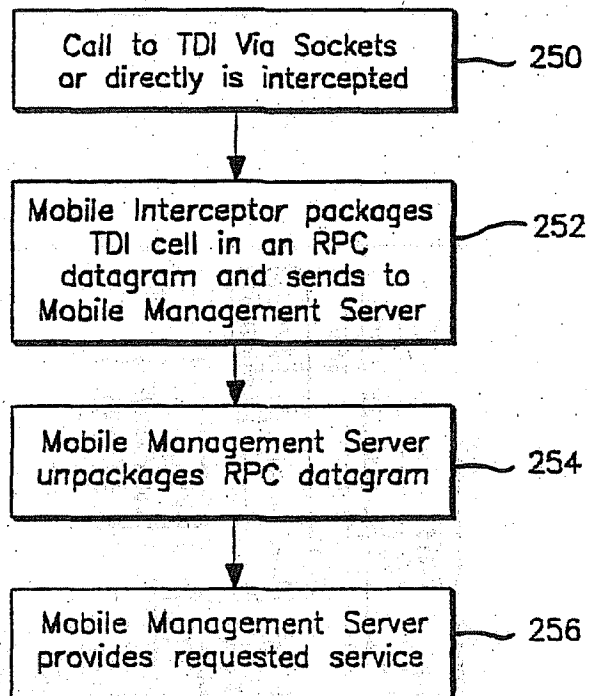 Call to TDI Via Sockets
or directly is intercepted
250
Mobile Interceptor packages
TDI cell in an RPC
datagram and sends to
Mobile Management Server
252
Mobile Management Server
unpackages RPC datagram
254
Mobile Management Server
provides requested service
256